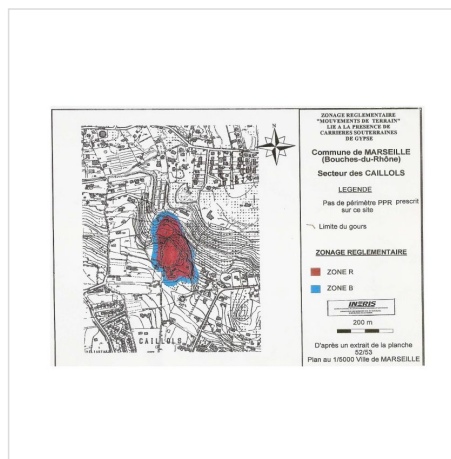 ZONAGE REGLEMENTAIRE
"MOUVEMENTS DE TERRAIN"
LIE A LA PRESENCE DE
CARRIERES SOUTERRAINES
DE GYPSE
Commune de MARSEILLE
(Bouches-du-Rhône)
Secteur des CAILLOLS
LEGENDE
Pas de périmètre PPR prescrit
sur ce site
Limite du gours
ZONAGE REGLEMENTAIRE
ZONE R
ZONE B
INERIS
200 m
D'après un extrait de la planche
52/53
Plan au 1/5000 Ville de MARSEILLE
N
CAILLOLS